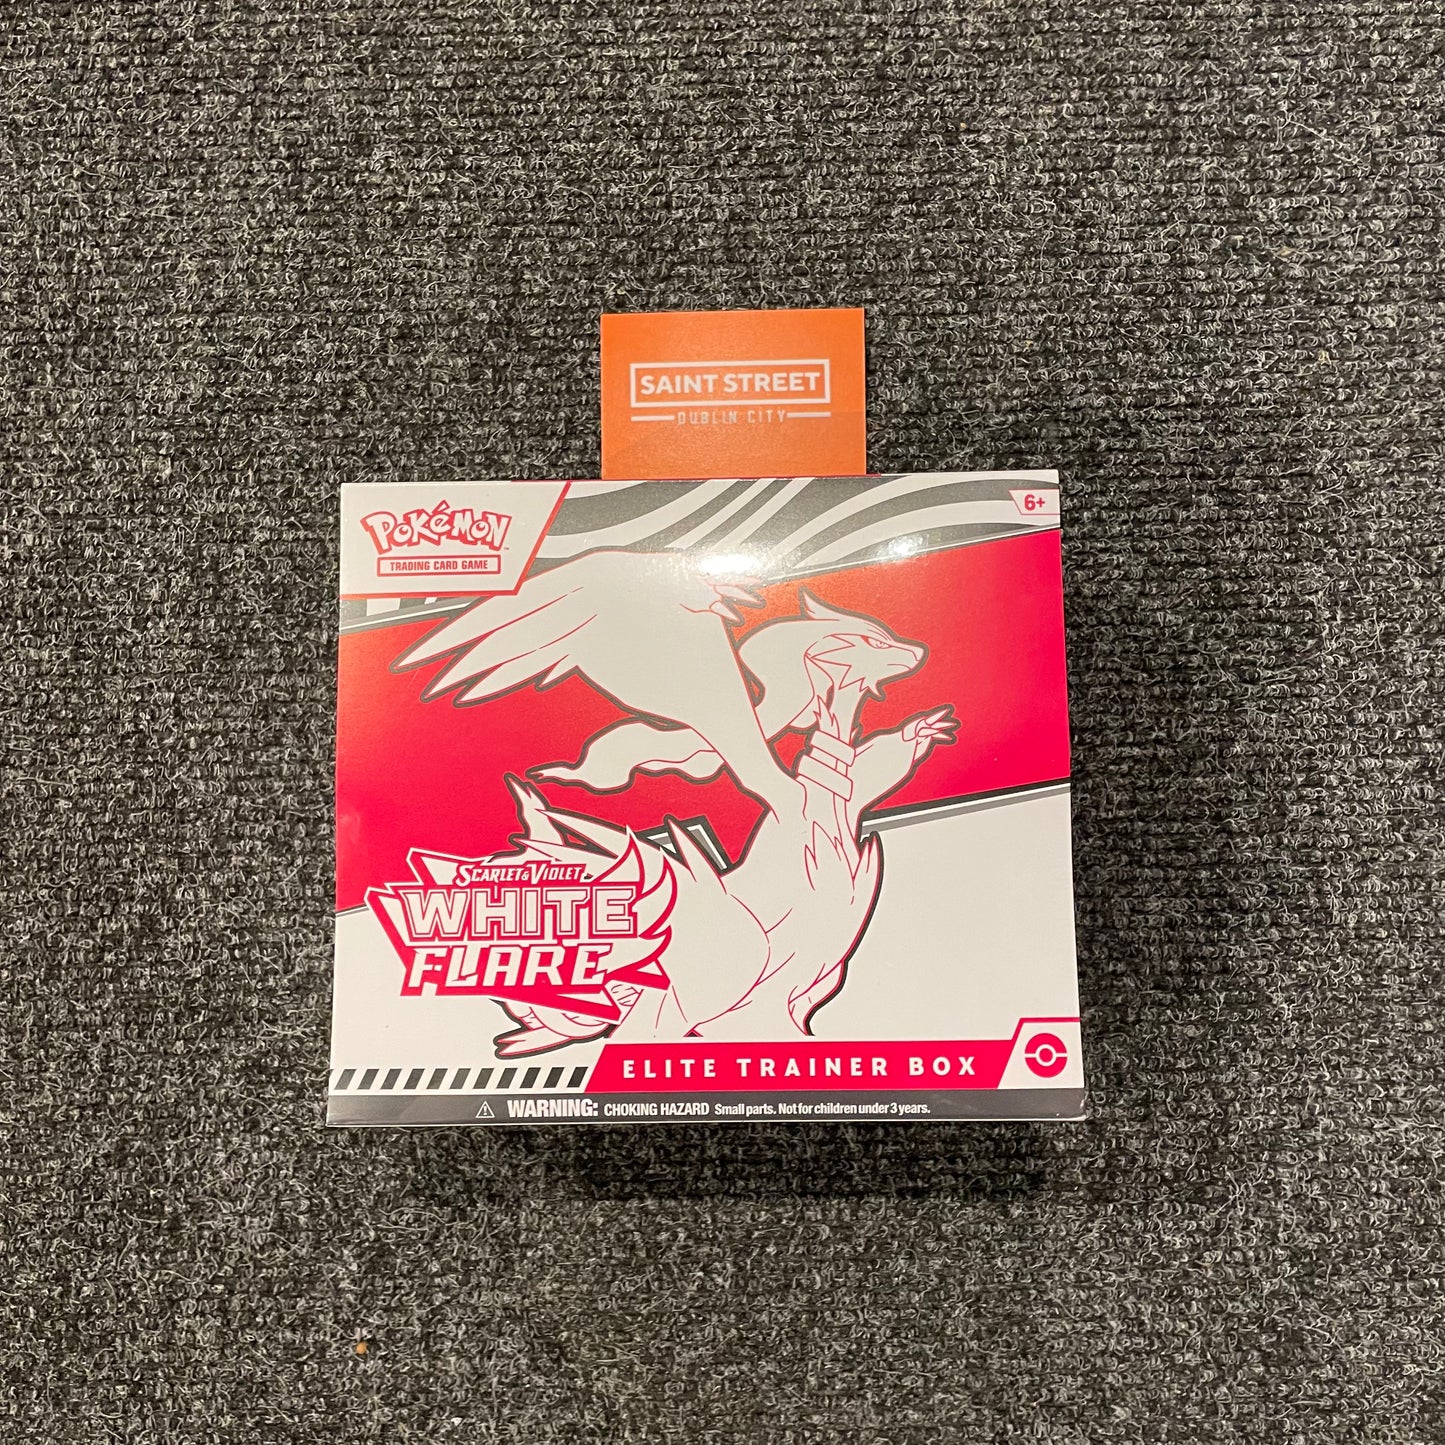 SAINT STREET
DUBLIN CITY
POKéMON
TRADING CARD GAME
6+
SCARLET & VIOLET
WHITE
FLARE
ELITE TRAINER BOX
WARNING: CHOKING HAZARD Small parts. Not for children under 3 years.